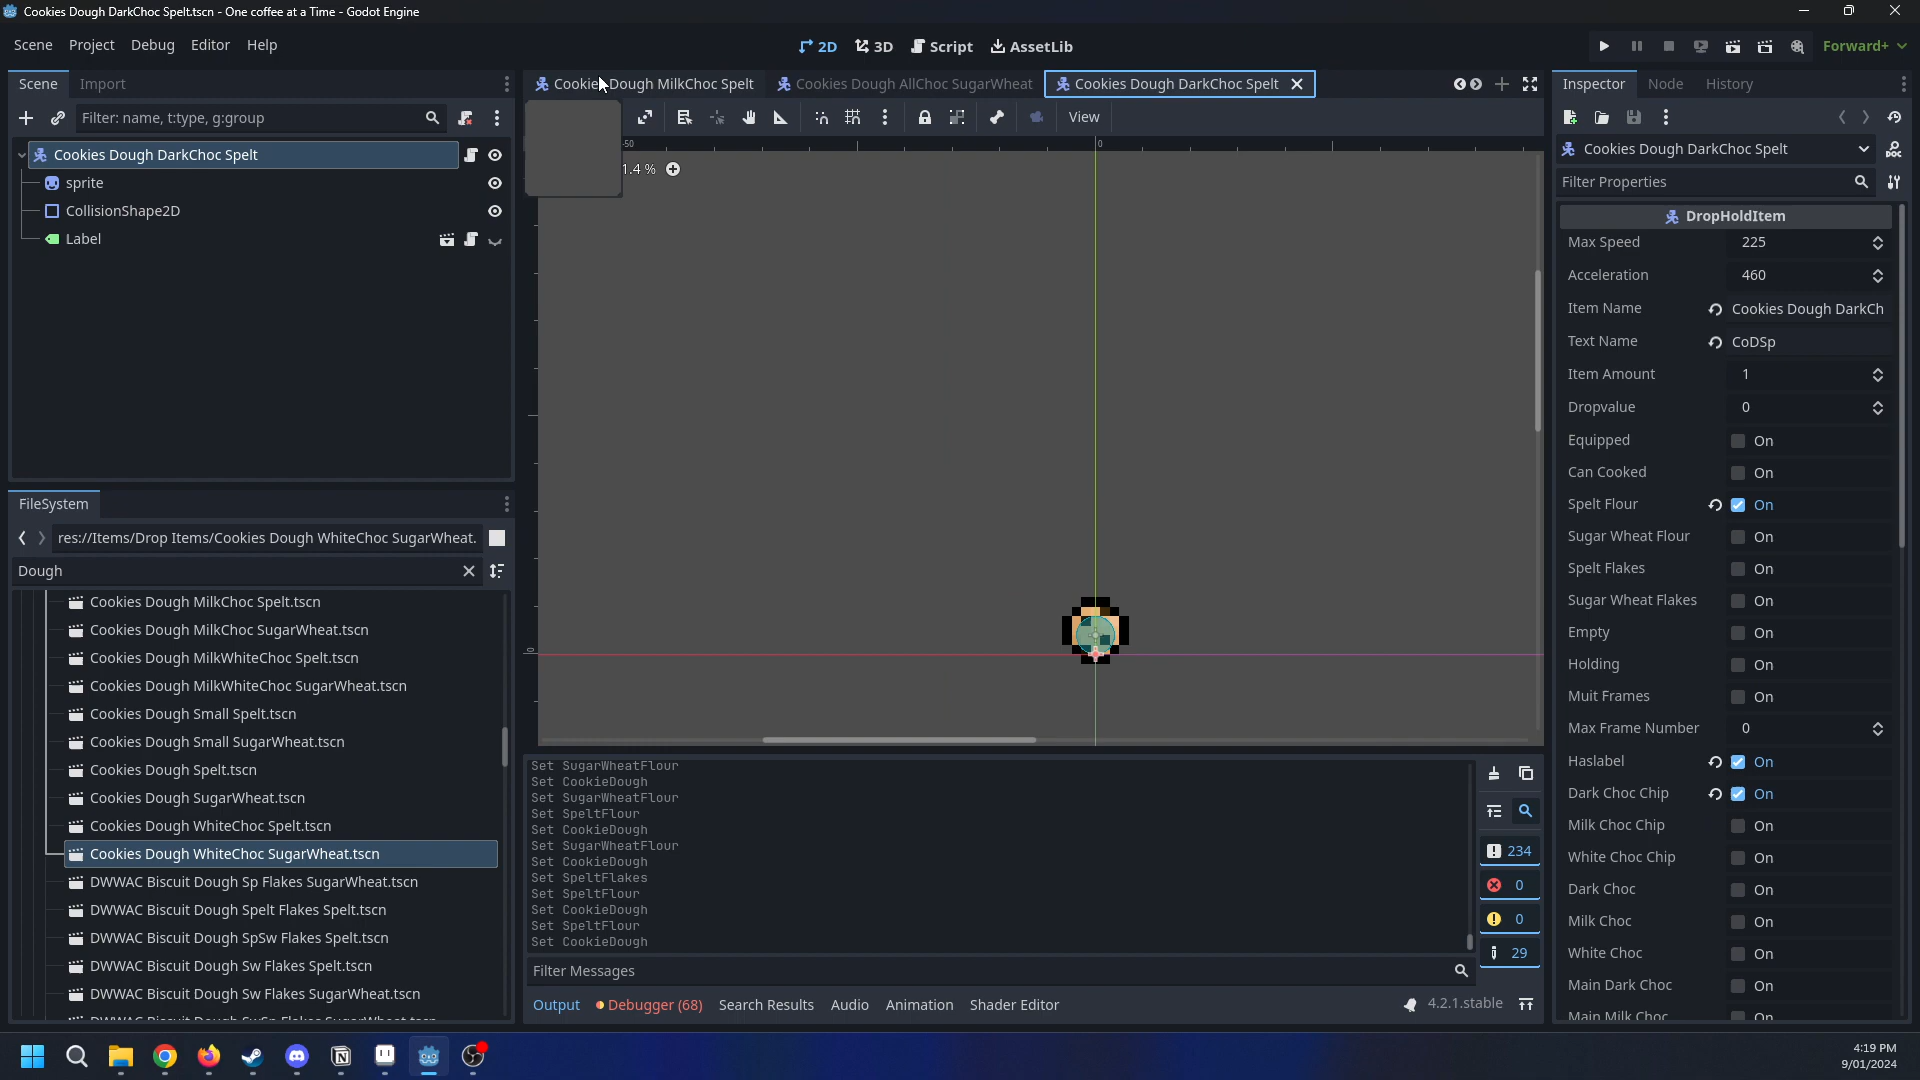 Cookies Dough DarkChoc Spelt.tscn - One coffee at a Time - Godot Engine
Scene Project Debug Editor Help
2D 3D Script AssetLib
Forward+
Scene Import
Cookies Dough MilkChoc Spelt Cookies Dough AllChoc SugarWheat Cookies Dough DarkChoc Spelt
Inspector Node History
Filter: name, t:type, g:group
View
Cookies Dough DarkChoc Spelt
sprite
CollisionShape2D
Label
-50 0
1.4 %
0
Cookies Dough DarkChoc Spelt
Filter Properties
DropHoldItem
Max Speed 225
Acceleration 460
Item Name Cookies Dough DarkCh
Text Name CoDSp
Item Amount 1
Dropvalue 0
Equipped On
Can Cooked On
Spelt Flour On
Sugar Wheat Flour On
Spelt Flakes On
Sugar Wheat Flakes On
Empty On
Holding On
Muit Frames On
Max Frame Number 0
Haslabel On
Dark Choc Chip On
Milk Choc Chip On
White Choc Chip On
Dark Choc On
Milk Choc On
White Choc On
Main Dark Choc On
Main Milk Choc On
FileSystem
res://Items/Drop Items/Cookies Dough WhiteChoc SugarWheat.
Dough
Cookies Dough MilkChoc Spelt.tscn
Cookies Dough MilkChoc SugarWheat.tscn
Cookies Dough MilkWhiteChoc Spelt.tscn
Cookies Dough MilkWhiteChoc SugarWheat.tscn
Cookies Dough Small Spelt.tscn
Cookies Dough Small SugarWheat.tscn
Cookies Dough Spelt.tscn
Cookies Dough SugarWheat.tscn
Cookies Dough WhiteChoc Spelt.tscn
Cookies Dough WhiteChoc SugarWheat.tscn
DWWAC Biscuit Dough Sp Flakes SugarWheat.tscn
DWWAC Biscuit Dough Spelt Flakes Spelt.tscn
DWWAC Biscuit Dough SpSw Flakes Spelt.tscn
DWWAC Biscuit Dough Sw Flakes Spelt.tscn
DWWAC Biscuit Dough Sw Flakes SugarWheat.tscn
DWWAC Biscuit Dough SwSp Flakes SugarWheat.tscn
Set SugarWheatFlour
Set CookieDough
Set SugarWheatFlour
Set SpeltFlour
Set CookieDough
Set SugarWheatFlour
Set CookieDough
Set SpeltFlakes
Set SpeltFlour
Set CookieDough
Set SpeltFlour
Set CookieDough
234
0
0
29
Filter Messages
Output Debugger (68) Search Results Audio Animation Shader Editor
4.2.1.stable
4:19 PM
9/01/2024